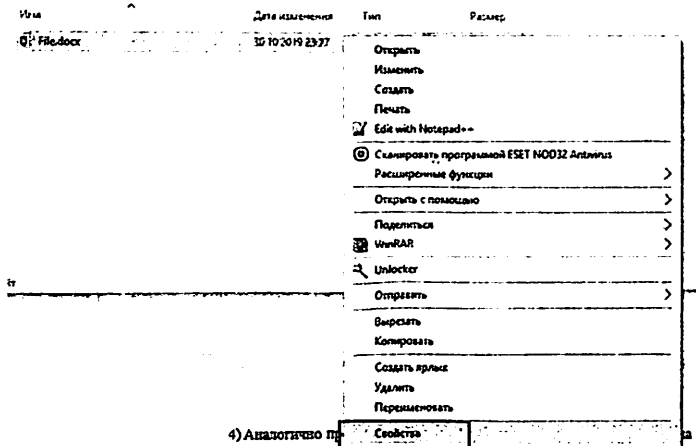 Имя Дата изменения Тип Размер
File.docx 30.10.2019 23:37
Открыть
Изменить
Создать
Печать
Edit with Notepad++
Сканировать программой ESET NOD32 Antivirus
Расширенные функции
Открыть с помощью
Поделиться
WinRAR
Unlocker
Отправить
Вырезать
Копировать
Создать ярлык
Удалить
Переименовать
4) Аналогично Свойства